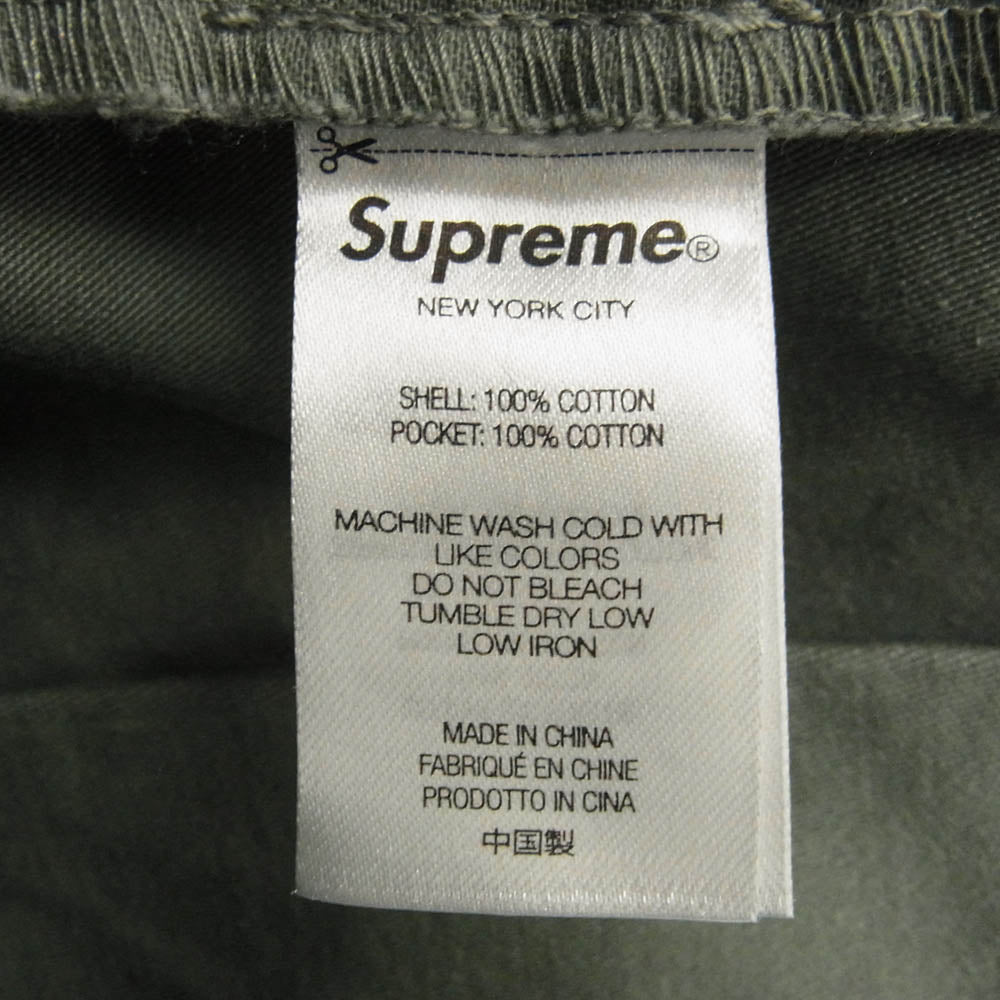 Supreme®
NEW YORK CITY
SHELL: 100% COTTON
POCKET: 100% COTTON
MACHINE WASH COLD WITH
LIKE COLORS
DO NOT BLEACH
TUMBLE DRY LOW
LOW IRON
MADE IN CHINA
FABRIQUÉ EN CHINE
PRODOTTO IN CINA
中国製